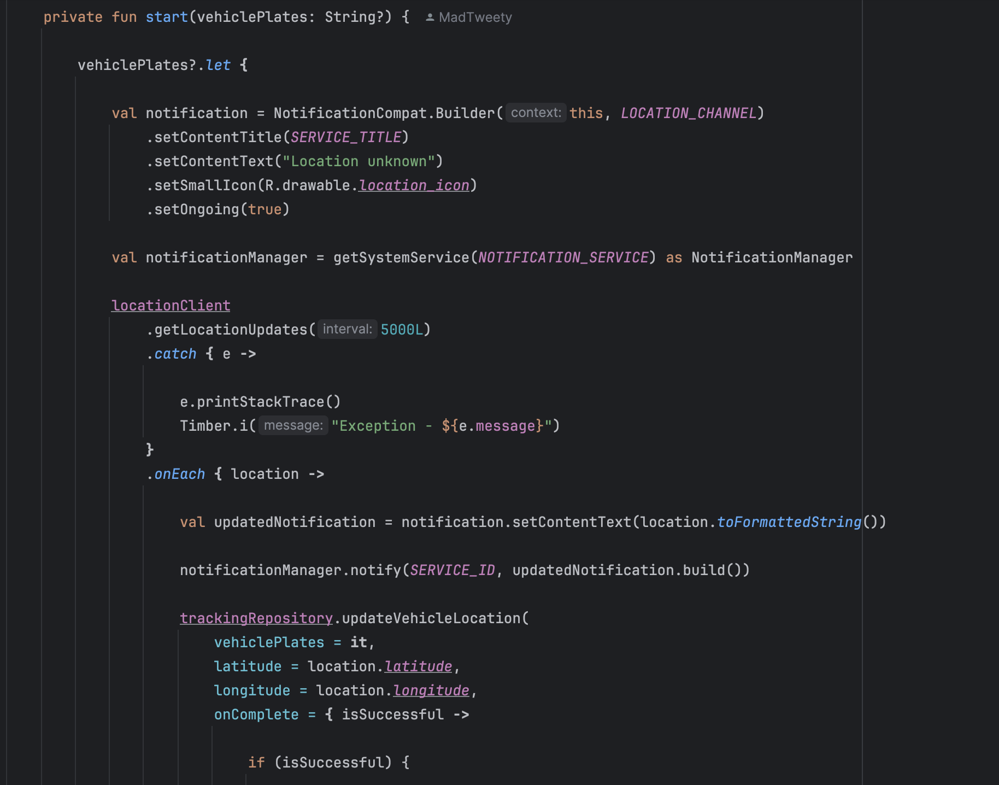 private fun start(vehiclePlates: String?) { MadTweety
vehiclePlates?.let {
val notification = NotificationCompat.Builder( context: this, LOCATION_CHANNEL)
.setContentTitle(SERVICE_TITLE)
.setContentText("Location unknown")
.setSmallIcon(R.drawable.location_icon)
.setOngoing(true)
val notificationManager = getSystemService(NOTIFICATION_SERVICE) as NotificationManager
locationClient
.getLocationUpdates( interval: 5000L)
.catch { e ->
e.printStackTrace()
Timber.i( message: "Exception - ${e.message}")
}
.onEach { location ->
val updatedNotification = notification.setContentText(location.toFormattedString())
notificationManager.notify(SERVICE_ID, updatedNotification.build())
trackingRepository.updateVehicleLocation(
vehiclePlates = it,
latitude = location.latitude,
longitude = location.longitude,
onComplete = { isSuccessful ->
if (isSuccessful) {